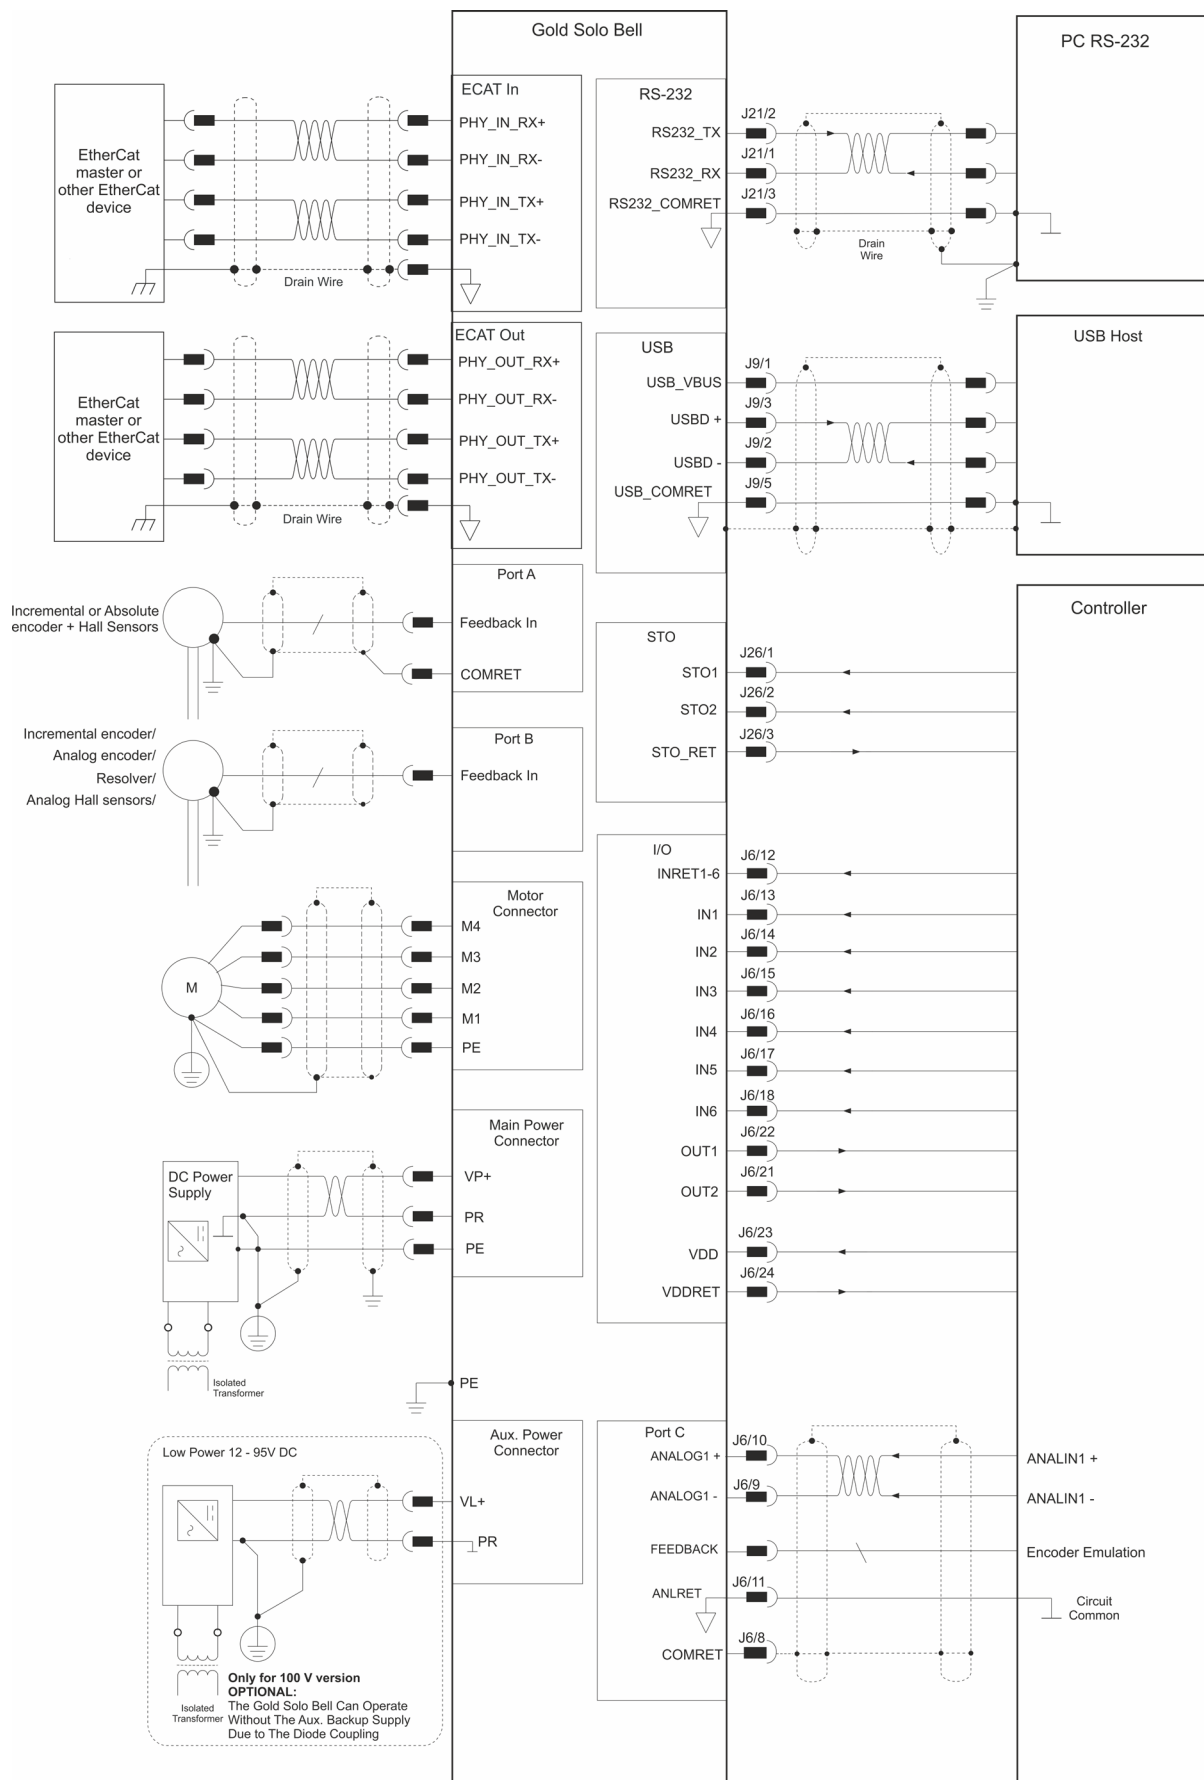 Gold Solo Bell
PC RS-232
ECAT In
EtherCat
master or
other EtherCat
device
PHY_IN_RX+
PHY_IN_RX-
PHY_IN_TX+
PHY_IN_TX-
Drain Wire
RS-232
J21/2
RS232_TX
J21/1
RS232_RX
J21/3
RS232_COMRET
Drain
Wire
ECAT Out
EtherCat
master or
other EtherCat
device
PHY_OUT_RX+
PHY_OUT_RX-
PHY_OUT_TX+
PHY_OUT_TX-
Drain Wire
USB
USB Host
J9/1
USB_VBUS
J9/3
USBD +
J9/2
USBD -
J9/5
USB_COMRET
Port A
Incremental or Absolute
encoder + Hall Sensors
Feedback In
COMRET
Controller
STO
J26/1
STO1
J26/2
STO2
J26/3
STO_RET
Port B
Incremental encoder/
Analog encoder/
Resolver/
Analog Hall sensors/
Feedback In
I/O
J6/12
INRET1-6
J6/13
IN1
J6/14
IN2
J6/15
IN3
J6/16
IN4
J6/17
IN5
J6/18
IN6
J6/22
OUT1
J6/21
OUT2
J6/23
VDD
J6/24
VDDRET
Motor
Connector
M
M4
M3
M2
M1
PE
Main Power
Connector
DC Power
Supply
VP+
PR
PE
Isolated
Transformer
PE
Aux. Power
Connector
Low Power 12 - 95V DC
VL+
PR
Isolated
Transformer
Only for 100 V version
OPTIONAL:
The Gold Solo Bell Can Operate
Without The Aux. Backup Supply
Due to The Diode Coupling
Port C
J6/10
ANALOG1 +
ANALIN1 +
J6/9
ANALOG1 -
ANALIN1 -
FEEDBACK
Encoder Emulation
J6/11
ANLRET
Circuit
Common
J6/8
COMRET